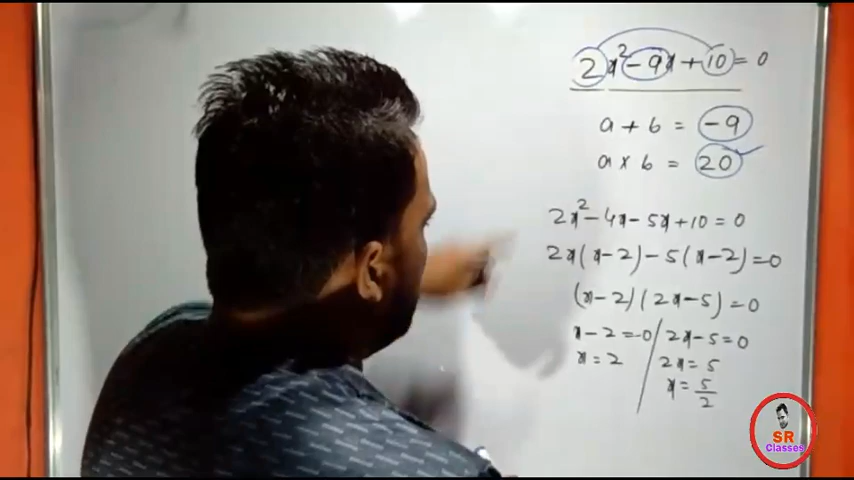 2x² - 9x + 10 = 0
a + b = -9
a × b = 20
2x² - 4x - 5x + 10 = 0
2x(x-2) - 5(x-2) = 0
(x-2)(2x-5) = 0
x-2=0 / 2x-5=0
x=2 2x=5
x=5/2
SR
Classes